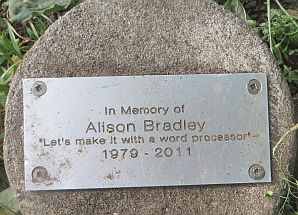 In Memory of
Alison Bradley
"Let's make it with a word processor"
1979 - 2011